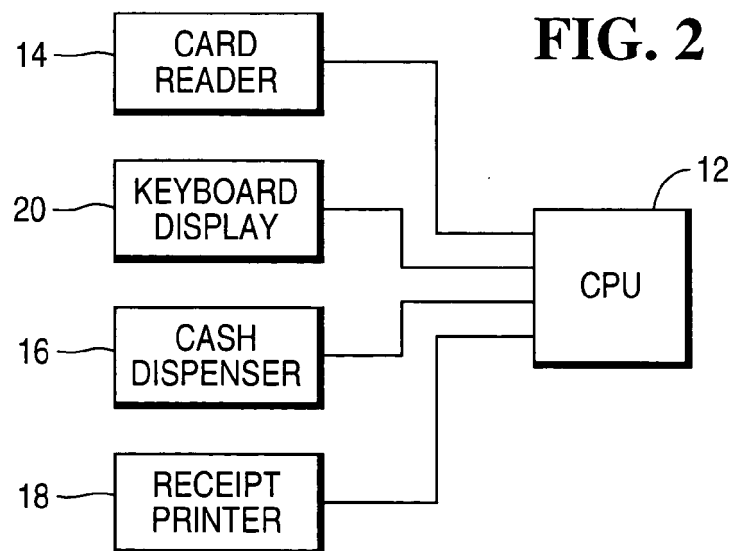 FIG. 2
14
CARD
READER
20
KEYBOARD
DISPLAY
12
CPU
16
CASH
DISPENSER
18
RECEIPT
PRINTER